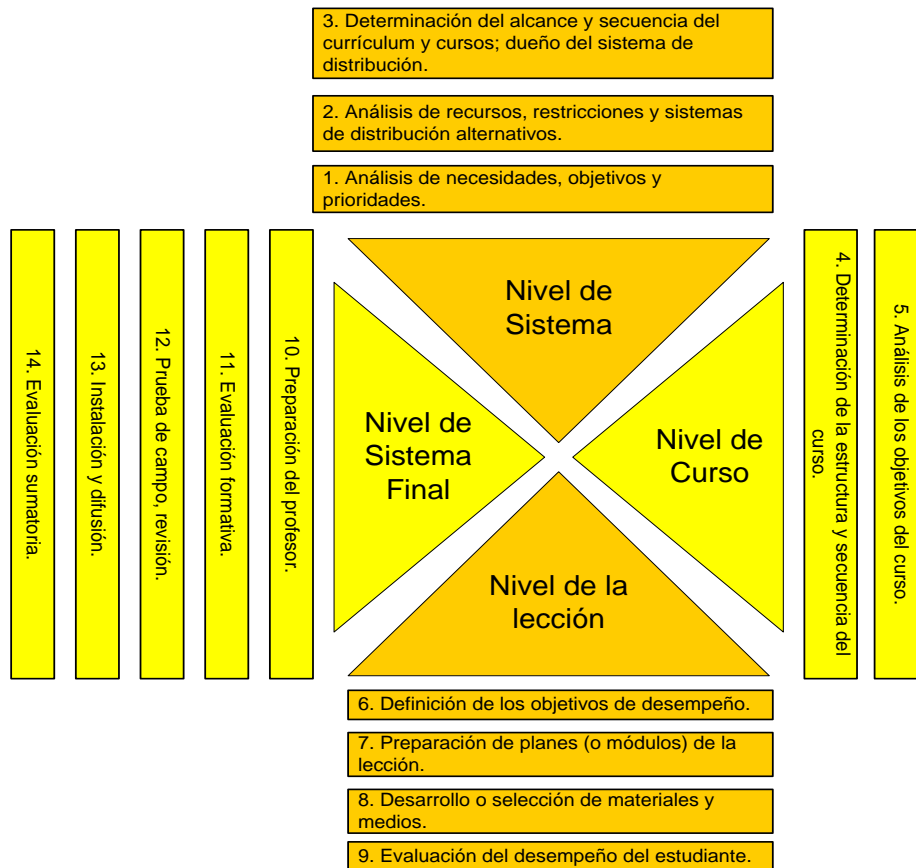 3. Determinación del alcance y secuencia del
currículum y cursos; dueño del sistema de
distribución.
2. Análisis de recursos, restricciones y sistemas
de distribución alternativos.
1. Análisis de necesidades, objetivos y
prioridades.
14. Evaluación sumatoria.
13. Instalación y difusión.
12. Prueba de campo, revisión.
11. Evaluación formativa.
10. Preparación del profesor.
Nivel de
Sistema
Nivel de
Sistema
Final
Nivel de
Curso
Nivel de la
lección
4. Determinación de la estructura y secuencia del
curso.
5. Análisis de los objetivos del curso.
6. Definición de los objetivos de desempeño.
7. Preparación de planes (o módulos) de la
lección.
8. Desarrollo o selección de materiales y
medios.
9. Evaluación del desempeño del estudiante.